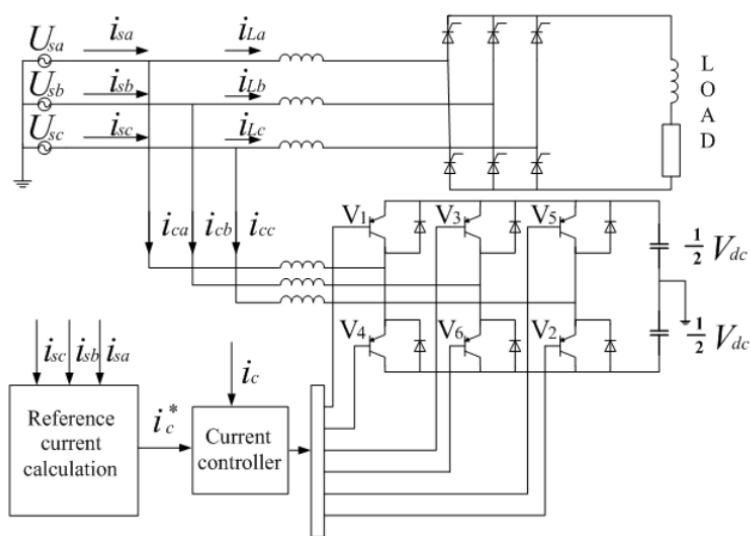 Usa isa iLa
Usb isb iLb
Usc isc iLc
L
O
A
D
ica icb icc
V1 V3 V5
1/2 Vdc
V4 V6 V2
1/2 Vdc
isc isb isa
ic
Reference
current
calculation
ic*
Current
controller